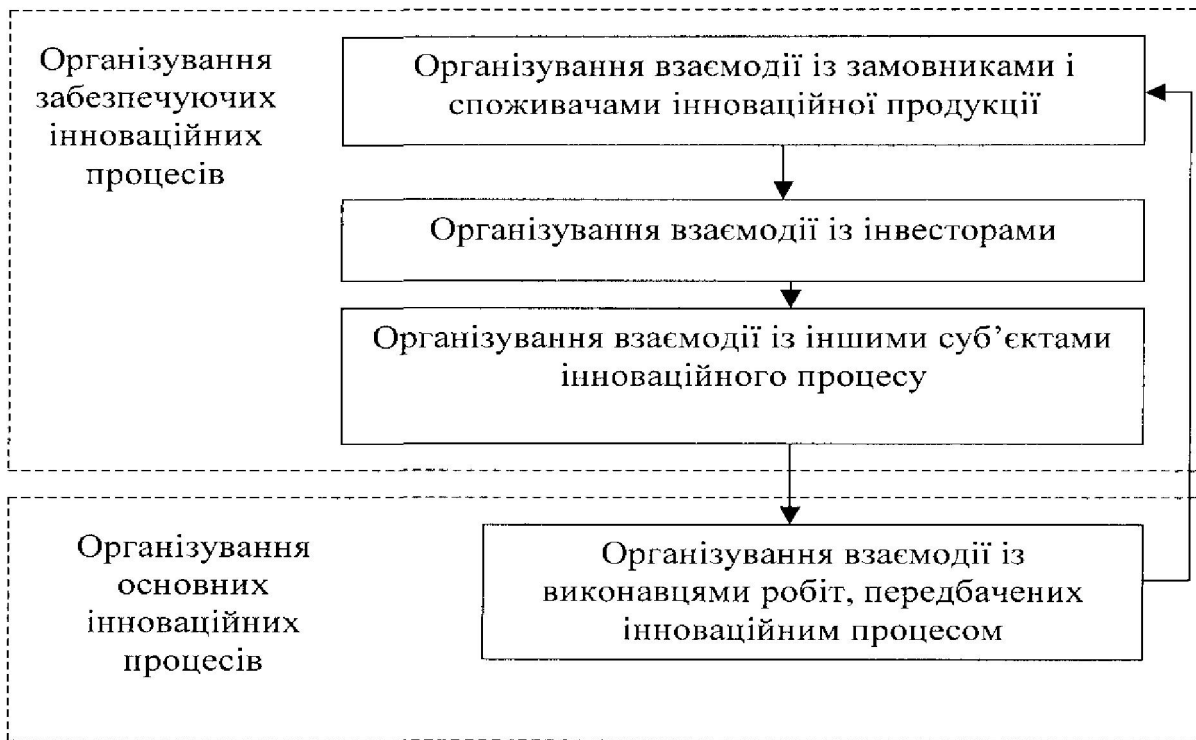 Організування
забезпечуючих
інноваційних
процесів
Організування взаємодії із замовниками і
споживачами інноваційної продукції
Організування взаємодії із інвесторами
Організування взаємодії із іншими суб’єктами
інноваційного процесу
Організування
основних
інноваційних
процесів
Організування взаємодії із
виконавцями робіт, передбачених
інноваційним процесом